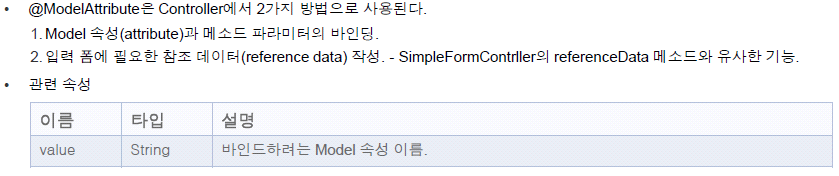 • @ModelAttribute은 Controller에서 2가지 방법으로 사용된다.
1. Model 속성(attribute)과 메소드 파라미터의 바인딩.
2. 입력 폼에 필요한 참조 데이터(reference data) 작성. - SimpleFormContrller의 referenceData 메소드와 유사한 기능.
• 관련 속성
이름 타입 설명
value String 바인드하려는 Model 속성 이름.